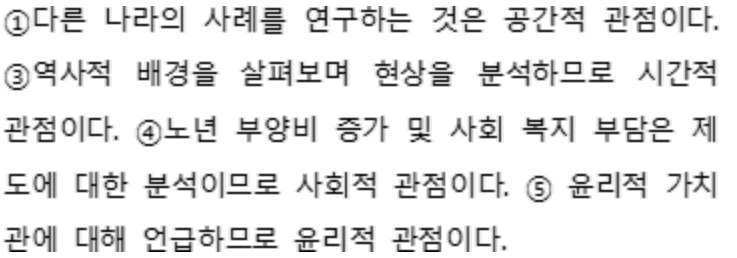 ①다른 나라의 사례를 연구하는 것은 공간적 관점이다.
③역사적 배경을 살펴보며 현상을 분석하므로 시간적
관점이다. ④노년 부양비 증가 및 사회 복지 부담은 제
도에 대한 분석이므로 사회적 관점이다. ⑤ 윤리적 가치
관에 대해 언급하므로 윤리적 관점이다.